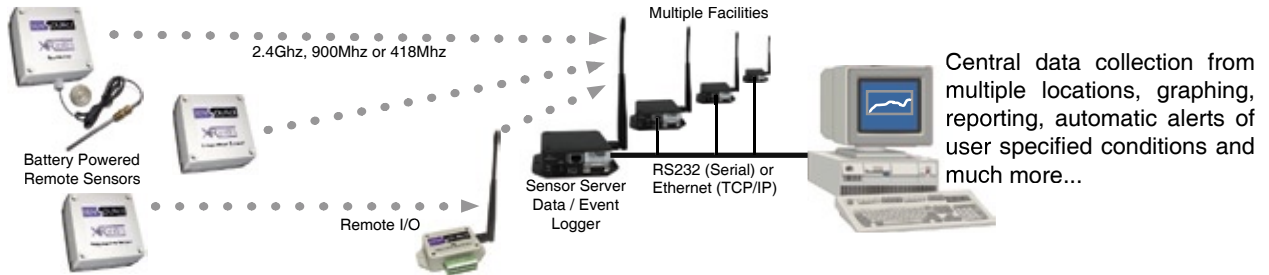 Multiple Facilities
2.4Ghz, 900Mhz or 418Mhz
Central data collection from
multiple locations, graphing,
reporting, automatic alerts of
user specified conditions and
much more...
Battery Powered
Remote Sensors
Remote I/O
Sensor Server
Data / Event
Logger
RS232 (Serial) or
Ethernet (TCP/IP)